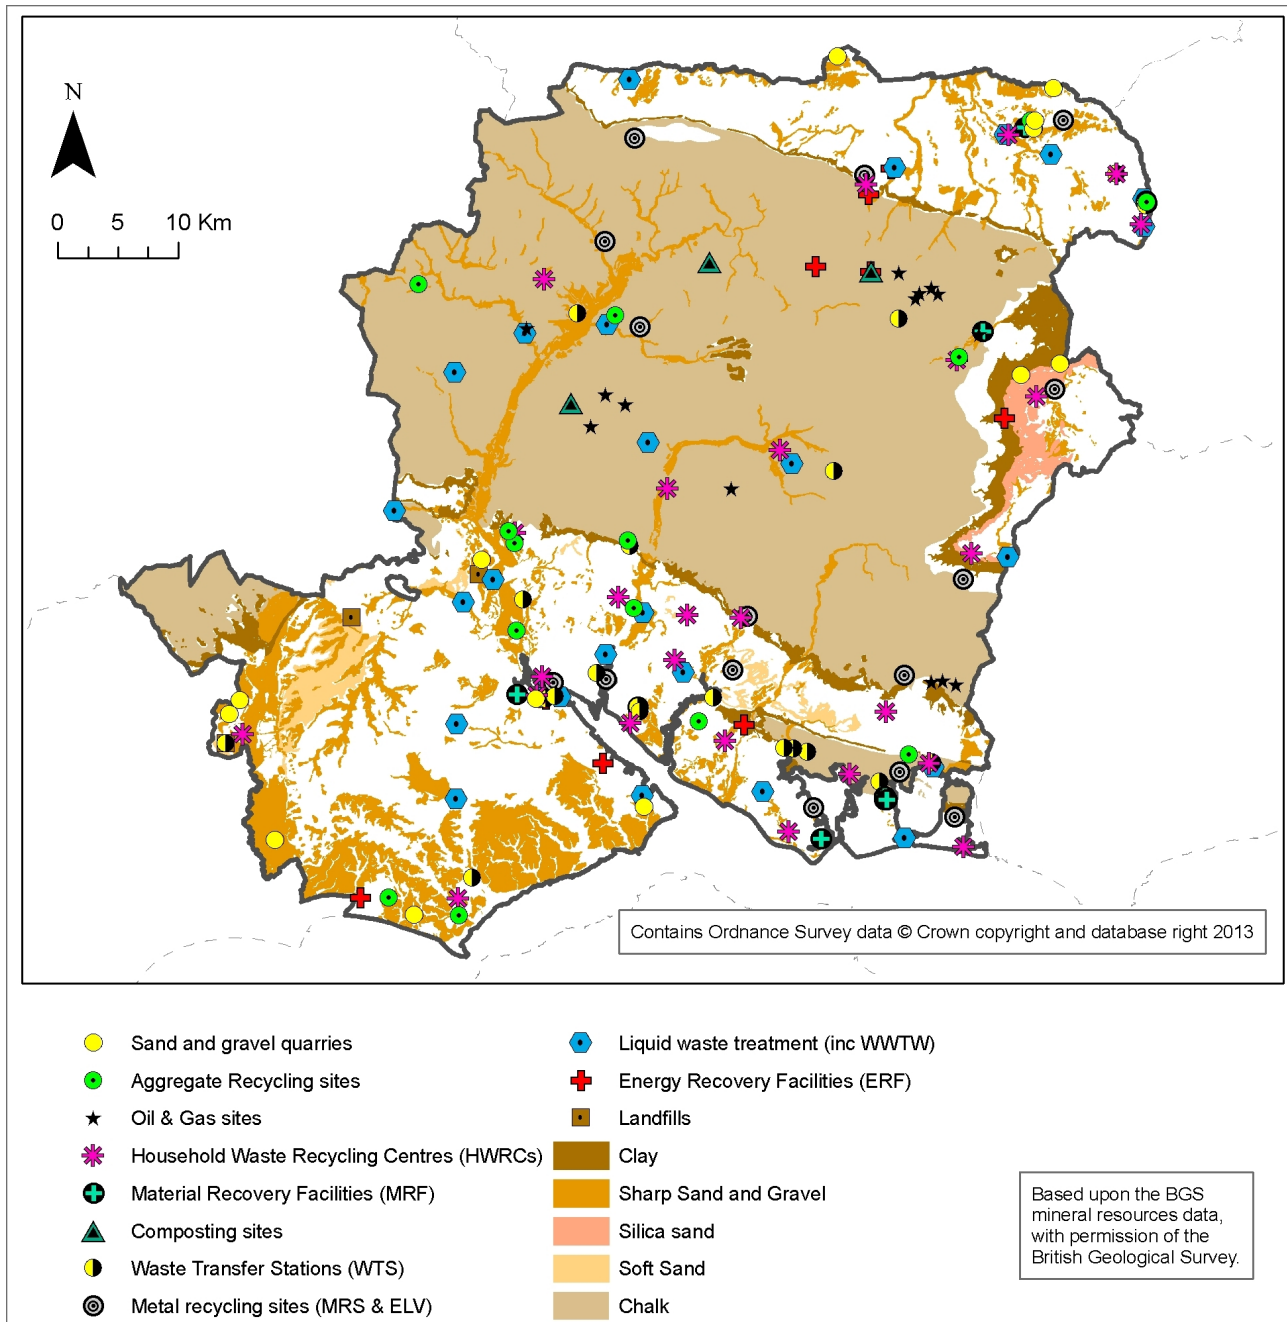 N
0 5 10 Km
Contains Ordnance Survey data © Crown copyright and database right 2013
Sand and gravel quarries
Aggregate Recycling sites
Oil & Gas sites
Household Waste Recycling Centres (HWRCs)
Material Recovery Facilities (MRF)
Composting sites
Waste Transfer Stations (WTS)
Metal recycling sites (MRS & ELV)
Liquid waste treatment (inc WWTW)
Energy Recovery Facilities (ERF)
Landfills
Clay
Sharp Sand and Gravel
Silica sand
Soft Sand
Chalk
Based upon the BGS
mineral resources data,
with permission of the
British Geological Survey.